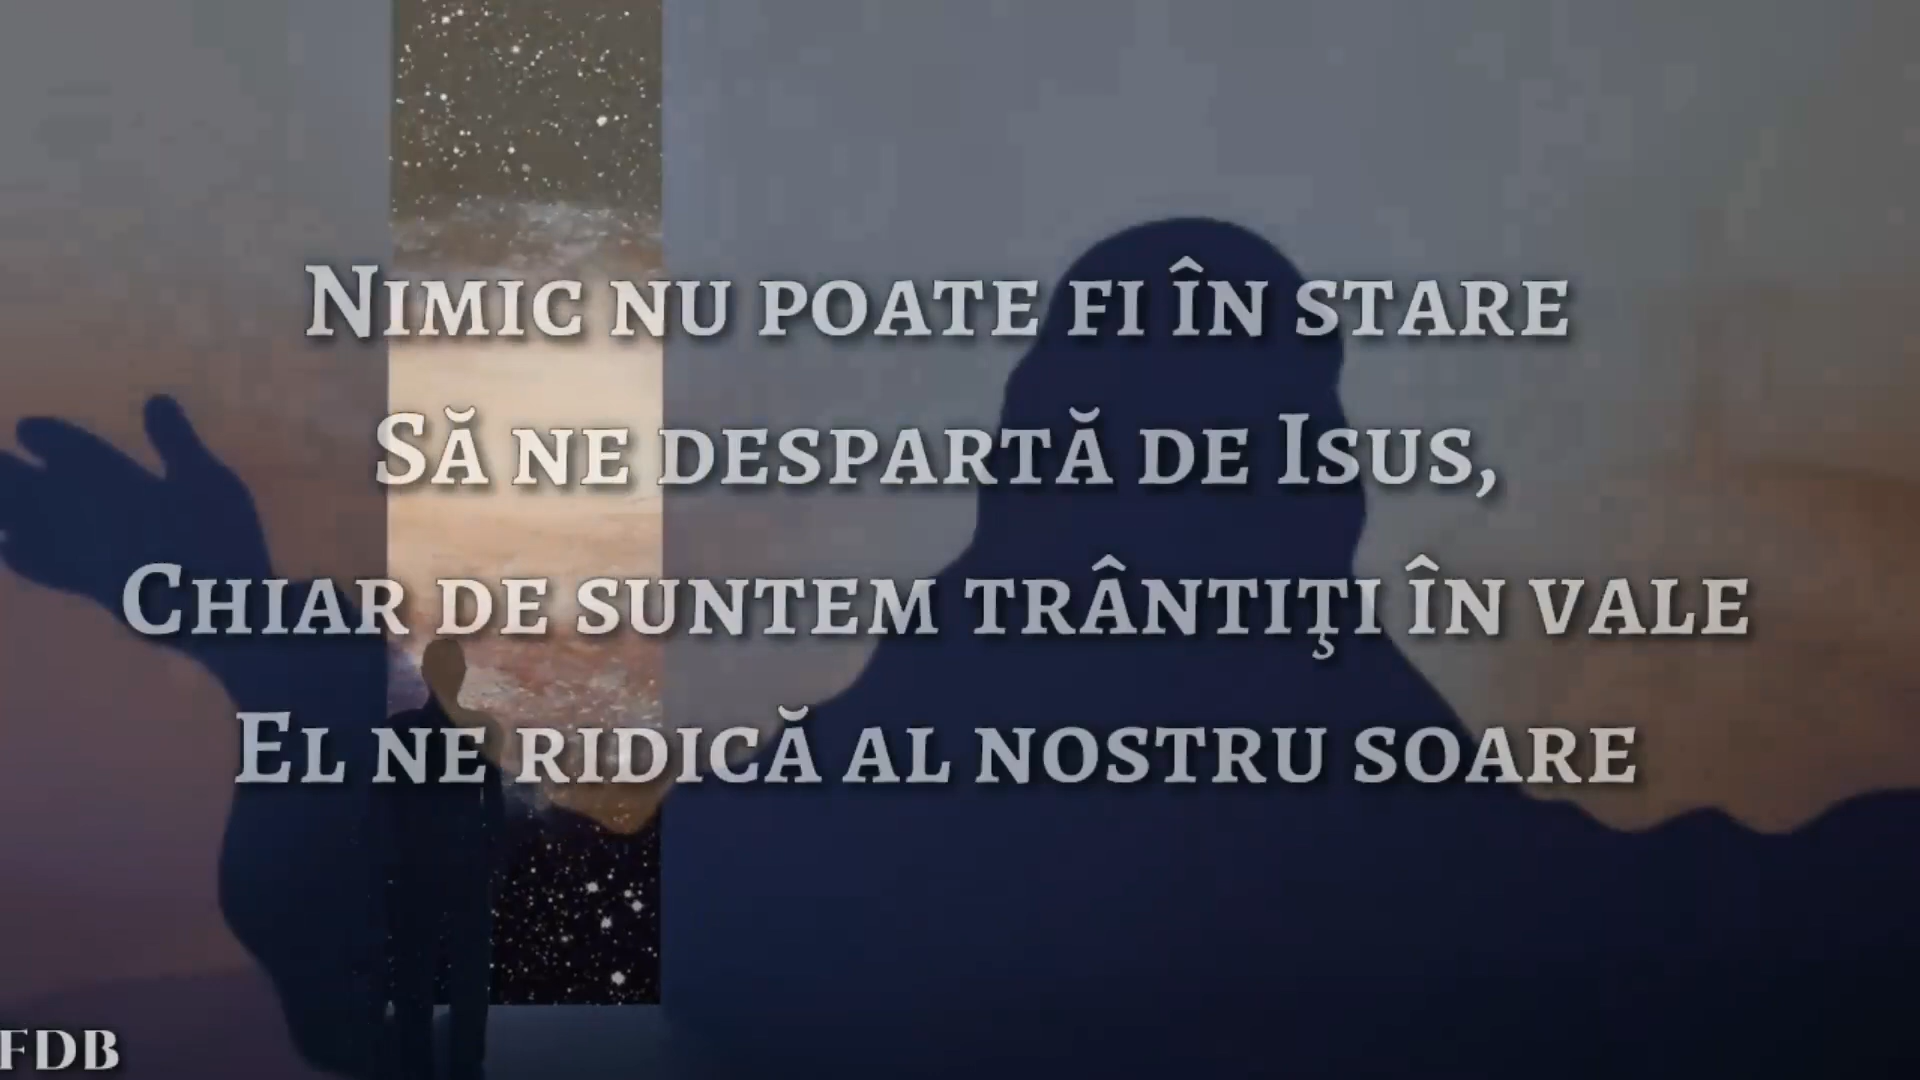 Nimic nu poate fi în stare
Să ne despartă de Isus,
Chiar de suntem trântiţi în vale
El ne ridică al nostru soare
FDB